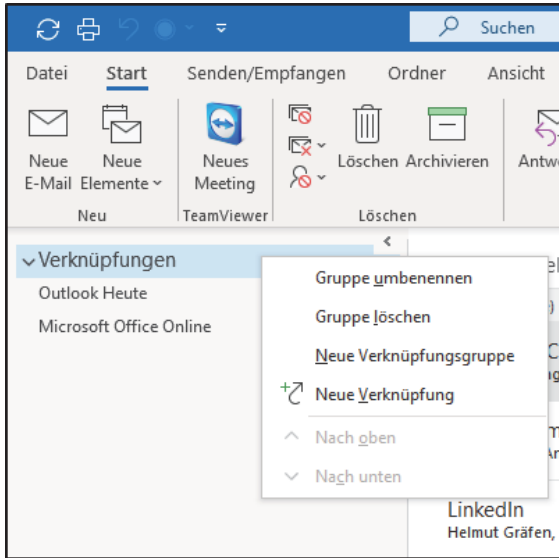 Suchen
Datei Start Senden/Empfangen Ordner Ansicht
Neue E-Mail
Neue Elemente
Neues Meeting
Löschen Archivieren
Neu TeamViewer Löschen
Verknüpfungen
Outlook Heute
Microsoft Office Online
Gruppe umbenennen
Gruppe löschen
Neue Verknüpfungsgruppe
Neue Verknüpfung
Nach oben
Nach unten
LinkedIn
Helmut Gräfen,